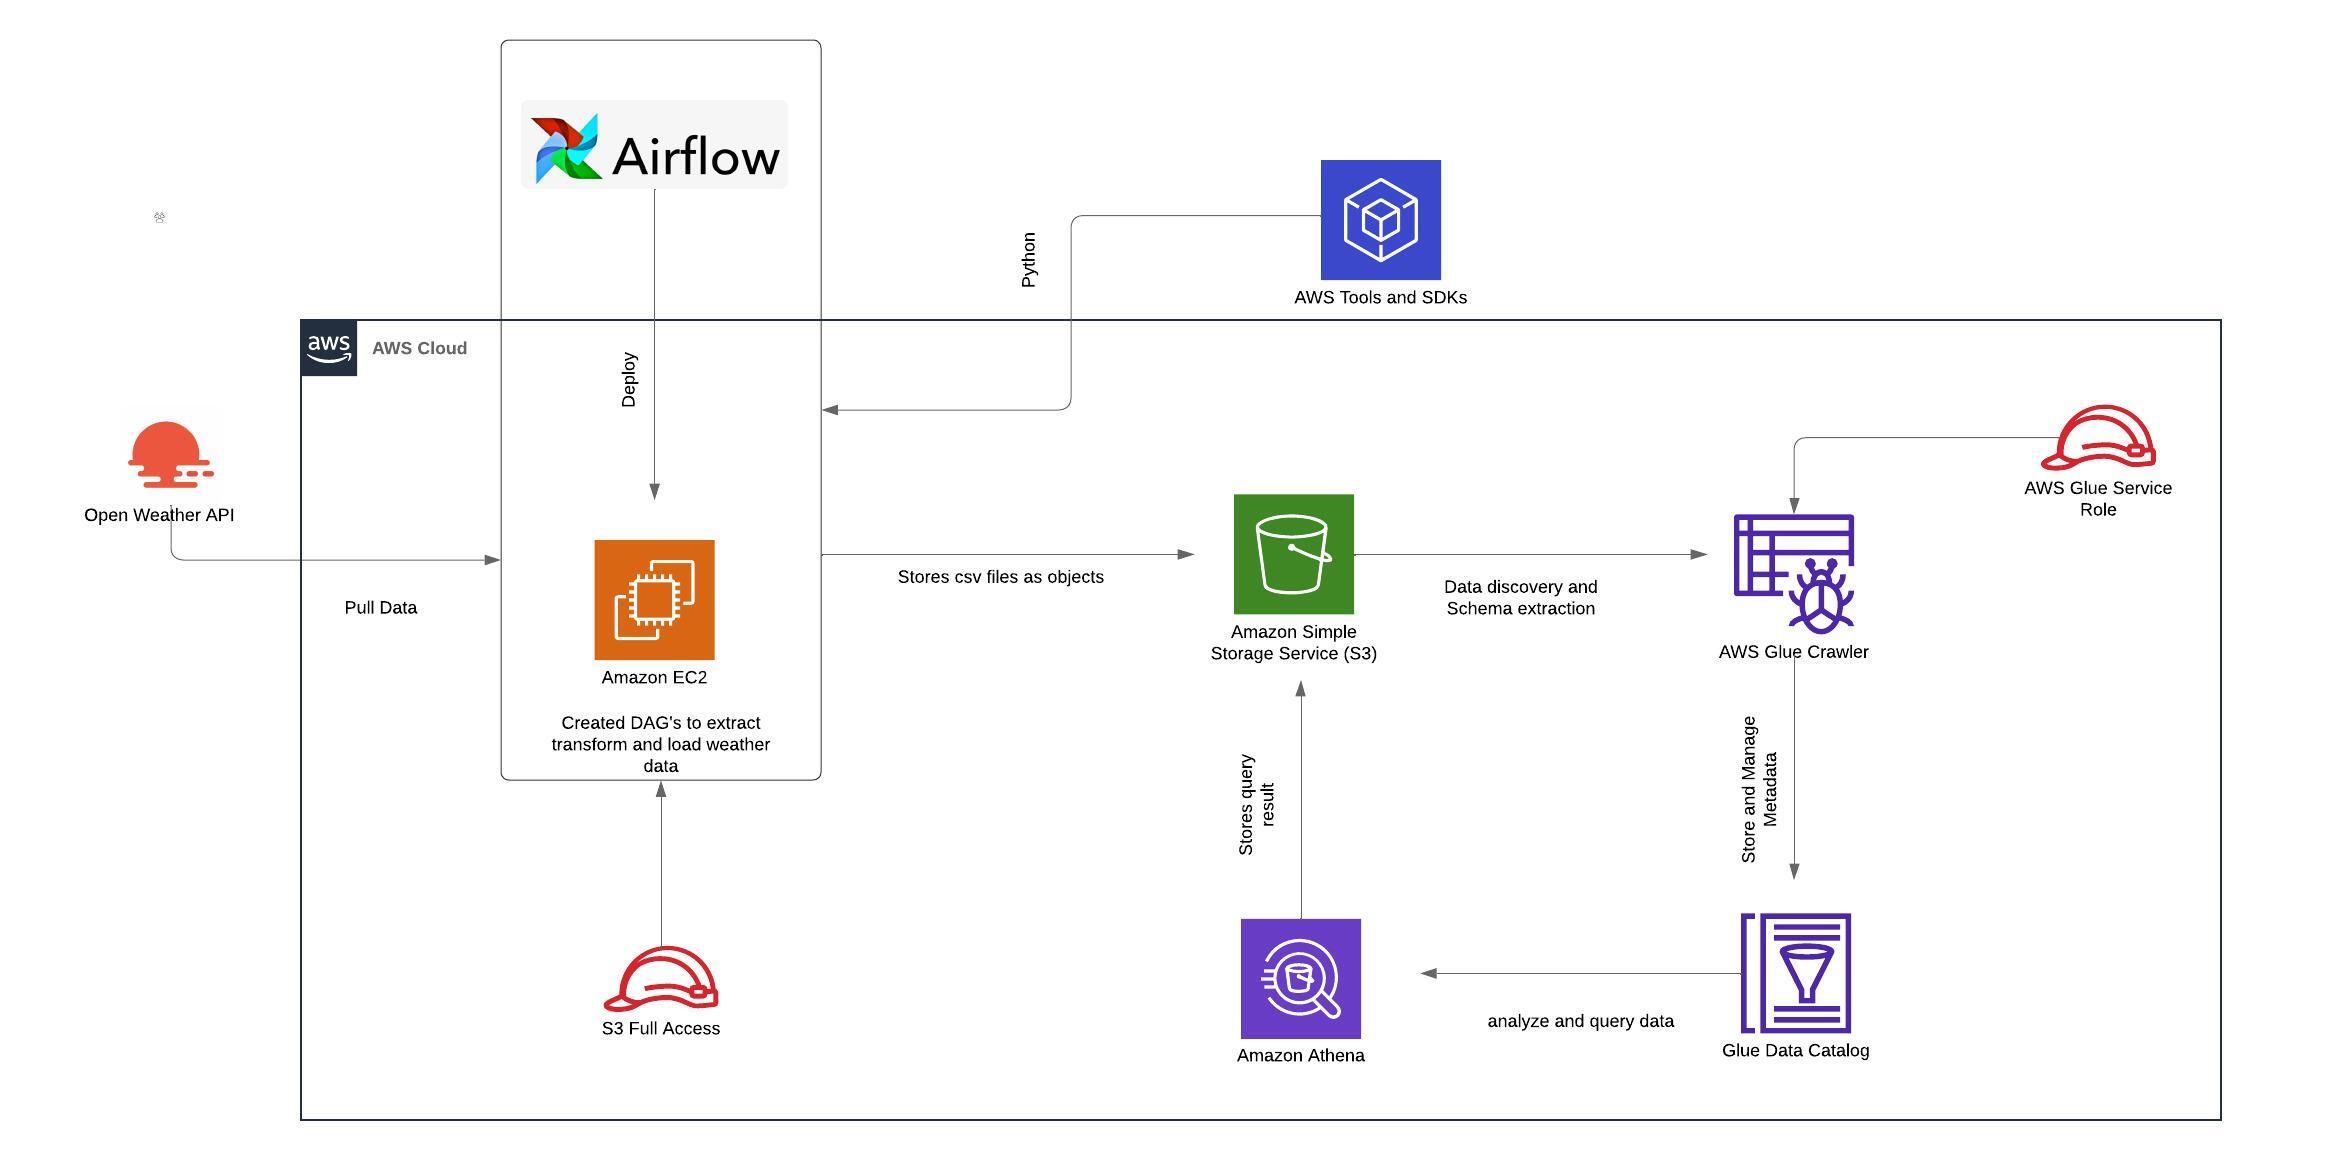 Airflow
Python
AWS Tools and SDKs
aws
AWS Cloud
Deploy
Open Weather API
Pull Data
Amazon EC2
Created DAG's to extract
transform and load weather
data
Stores csv files as objects
Amazon Simple
Storage Service (S3)
Data discovery and
Schema extraction
AWS Glue Service
Role
AWS Glue Crawler
Stores query
result
Store and Manage
Metadata
S3 Full Access
Amazon Athena
analyze and query data
Glue Data Catalog